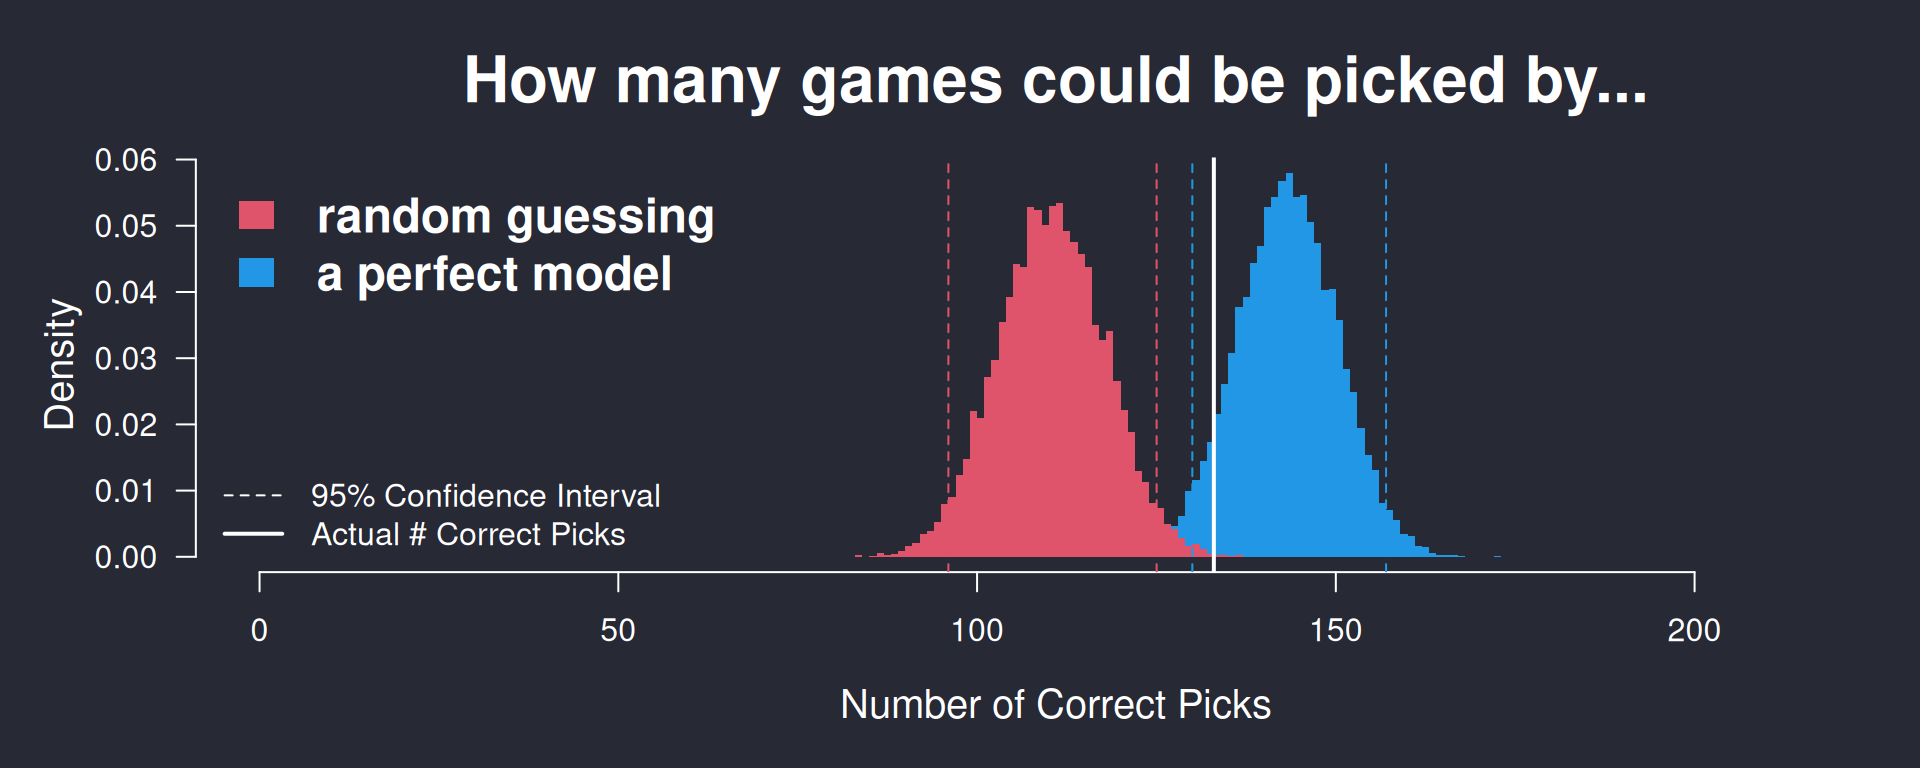 How many games could be picked by...
random guessing
a perfect model
95% Confidence Interval
Actual # Correct Picks
Density
0.06
0.05
0.04
0.03
0.02
0.01
0.00
0 50 100 150 200
Number of Correct Picks